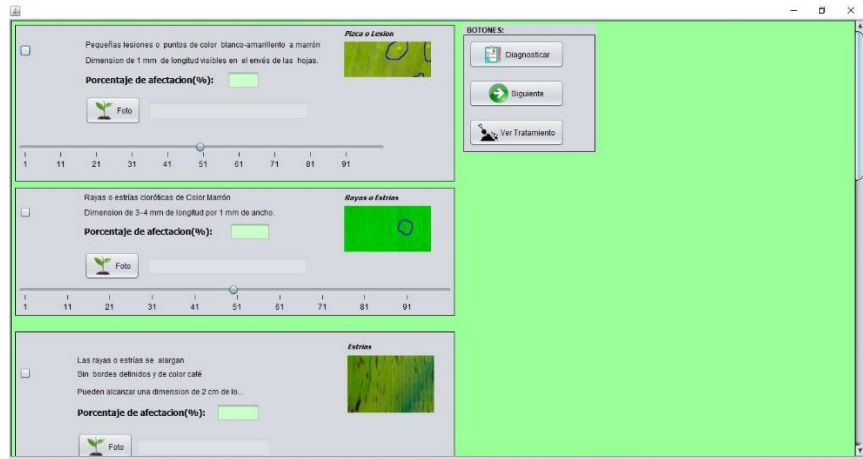 Pizca o Lesion
Pequeñas lesiones o puntos de color blanco-amarillento a marrón
Dimension de 1 mm de longitud visibles en el envés de las hojas.
Porcentaje de afectacion(%):
Foto
1 11 21 31 41 51 61 71 81 91
Rayas o Estrias
Rayas o estrías cloróticas de Color Marrón
Dimension de 3-4 mm de longitud por 1 mm de ancho.
Porcentaje de afectacion(%):
Foto
1 11 21 31 41 51 61 71 81 91
Estrias
Las rayas o estrías se alargan
Sin bordes definidos y de color café
Pueden alcanzar una dimension de 2 cm de lo...
Porcentaje de afectacion(%):
Foto
BOTONES:
Diagnosticar
Siguiente
Ver Tratamiento